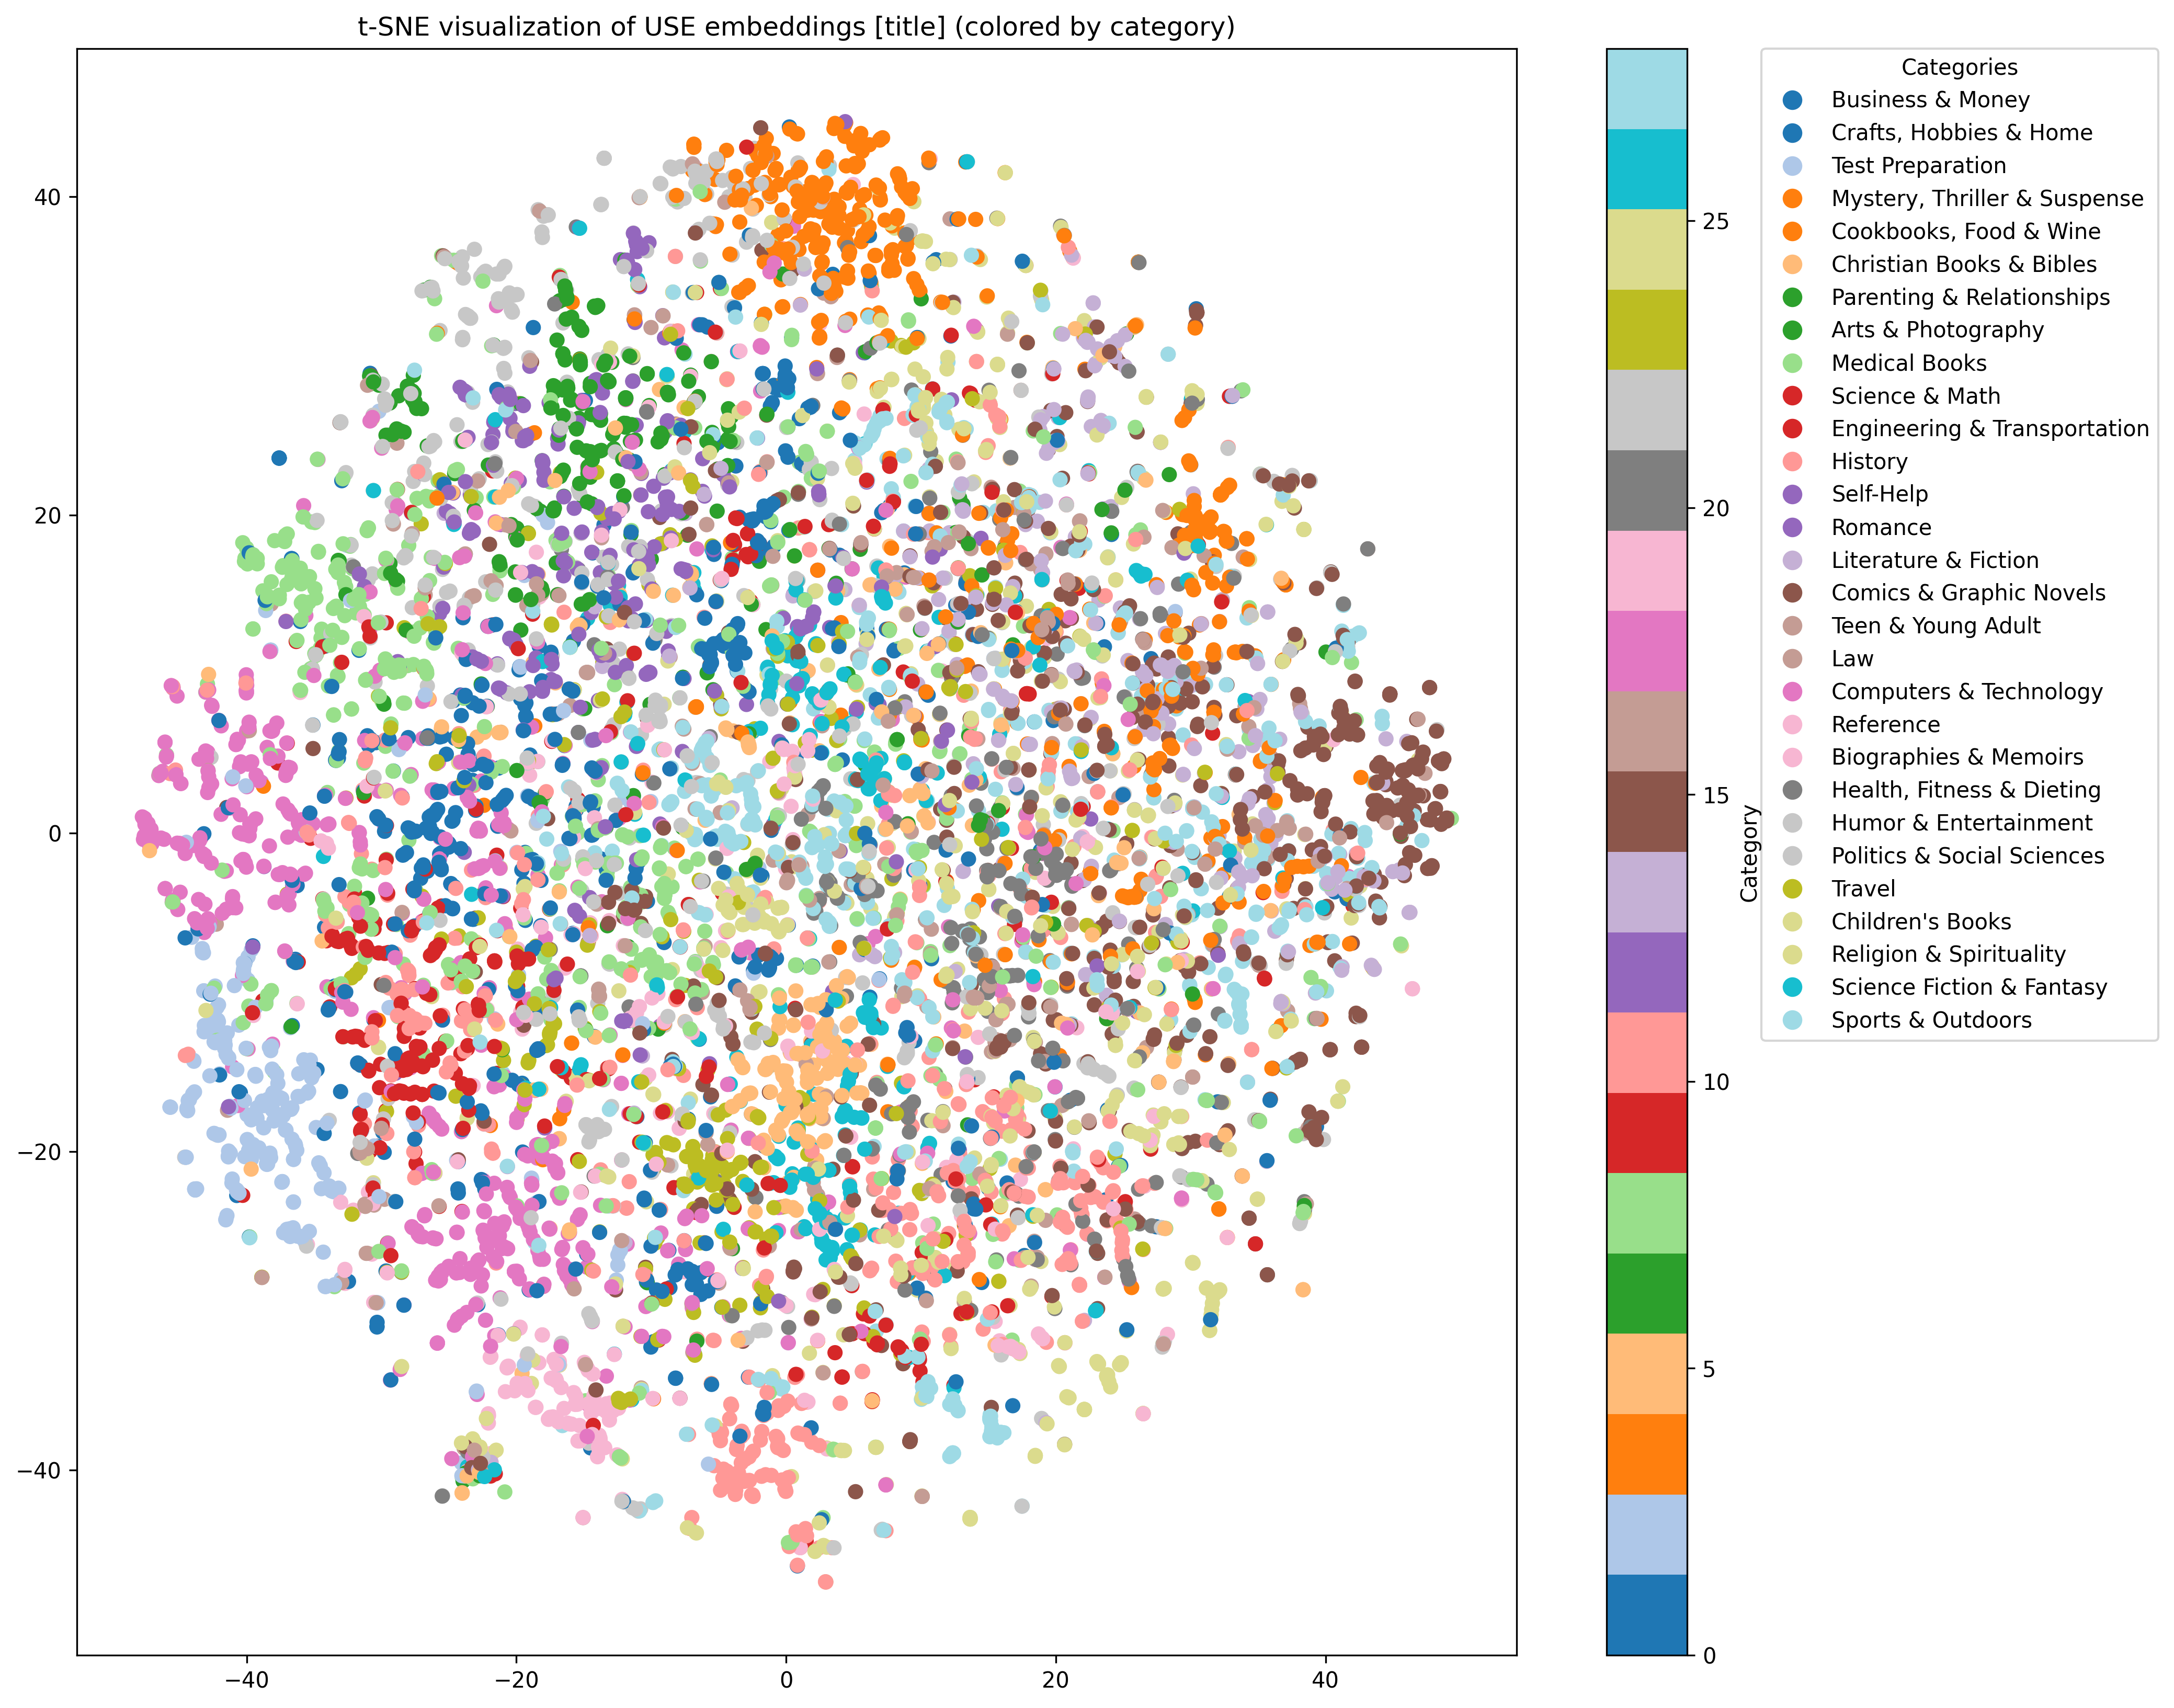 t-SNE visualization of USE embeddings [title] (colored by category)
40
20
0
−20
−40
−40
−20
0
20
40
25
20
15
10
5
0
Category
Categories
Business & Money
Crafts, Hobbies & Home
Test Preparation
Mystery, Thriller & Suspense
Cookbooks, Food & Wine
Christian Books & Bibles
Parenting & Relationships
Arts & Photography
Medical Books
Science & Math
Engineering & Transportation
History
Self-Help
Romance
Literature & Fiction
Comics & Graphic Novels
Teen & Young Adult
Law
Computers & Technology
Reference
Biographies & Memoirs
Health, Fitness & Dieting
Humor & Entertainment
Politics & Social Sciences
Travel
Children's Books
Religion & Spirituality
Science Fiction & Fantasy
Sports & Outdoors